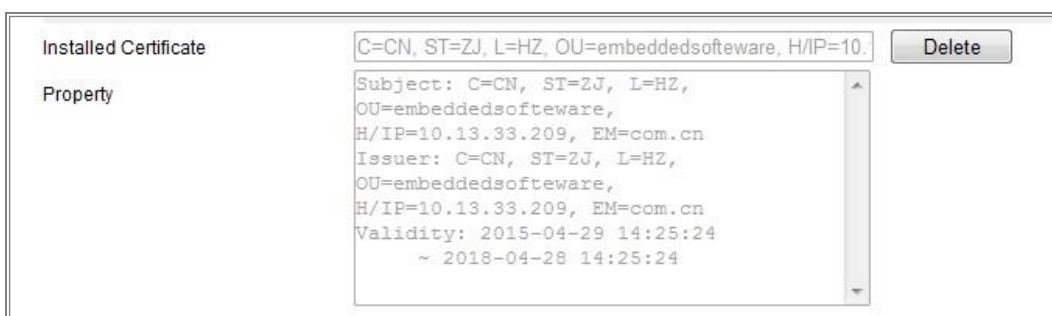 Installed Certificate
C=CN, ST=ZJ, L=HZ, OU=embeddedsofteware, H/IP=10.
Delete
Property
Subject: C=CN, ST=ZJ, L=HZ,
OU=embeddedsofteware,
H/IP=10.13.33.209, EM=com.cn
Issuer: C=CN, ST=ZJ, L=HZ,
OU=embeddedsofteware,
H/IP=10.13.33.209, EM=com.cn
Validity: 2015-04-29 14:25:24
~ 2018-04-28 14:25:24